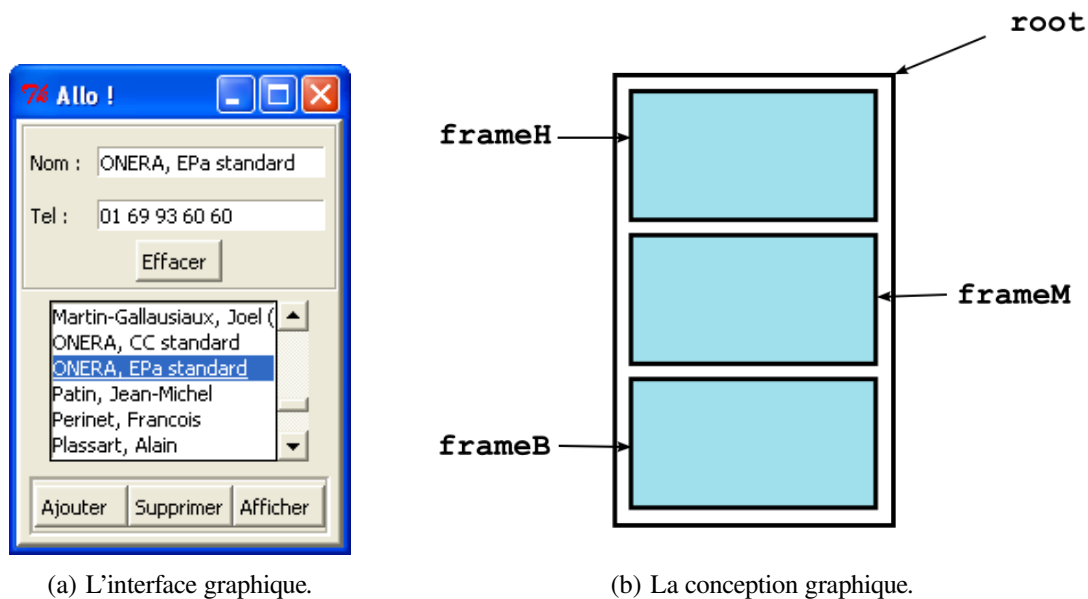 Allo !
Nom :
ONERA, EPa standard
Tel :
01 69 93 60 60
Effacer
Martin-Gallausiaux, Joel (
ONERA, CC standard
ONERA, EPa standard
Patin, Jean-Michel
Perinet, Francois
Plassart, Alain
Ajouter
Supprimer
Afficher
(a) L'interface graphique.
root
frameH
frameM
frameB
(b) La conception graphique.